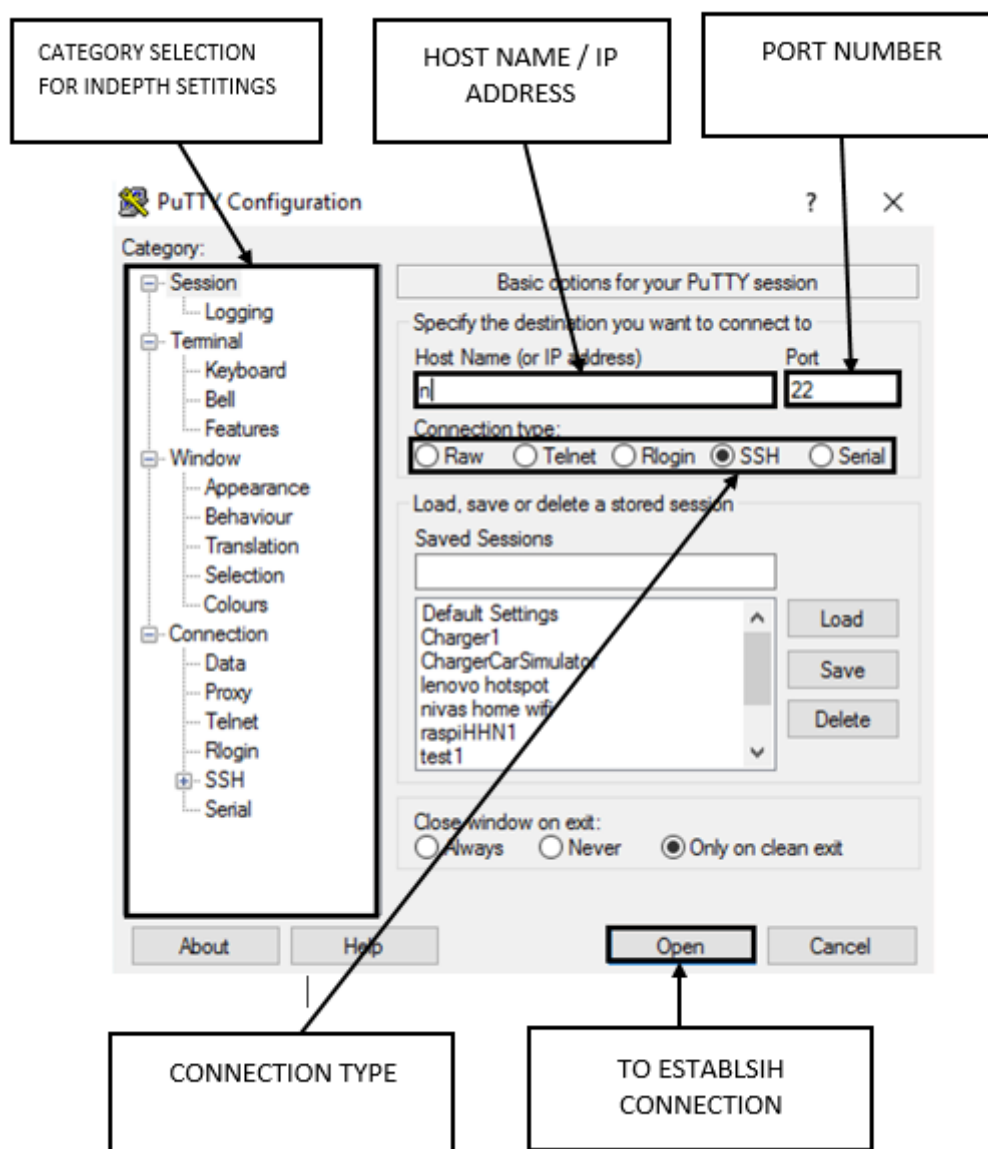 CATEGORY SELECTION
FOR INDEPTH SETITINGS
HOST NAME / IP
ADDRESS
PORT NUMBER
PuTTY Configuration
?
Category:
Session
Logging
Terminal
Keyboard
Bell
Features
Window
Appearance
Behaviour
Translation
Selection
Colours
Connection
Data
Proxy
Telnet
Rlogin
SSH
Serial
Basic options for your PuTTY session
Specify the destination you want to connect to
Host Name (or IP address) Port
n 22
Connection type:
Raw Telnet Rlogin SSH Serial
Load, save or delete a stored session
Saved Sessions
Default Settings
Charger1
ChargerCarSimulator
lenovo hotspot
nivas home wifi
raspiHHN1
test1
Load
Save
Delete
Close window on exit:
Always Never Only on clean exit
About Help Open Cancel
CONNECTION TYPE
TO ESTABLSIH
CONNECTION